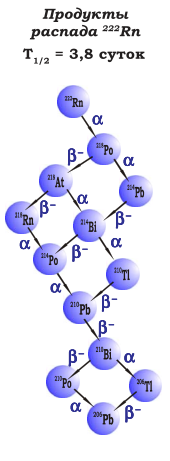 Продукты
распада ²²²Rn
T₁/₂ = 3,8 суток
²²²Rn
α
²¹⁸Po
β⁻ α
²¹⁸At ²¹⁴Pb
β⁻ α β⁻
²¹⁸Rn ²¹⁴Bi
α β⁻ α
²¹⁴Po ²¹⁰Tl
α β⁻
²¹⁰Pb
β⁻
²¹⁰Bi
β⁻ α
²¹⁰Po ²⁰⁶Tl
α β⁻
²⁰⁶Pb